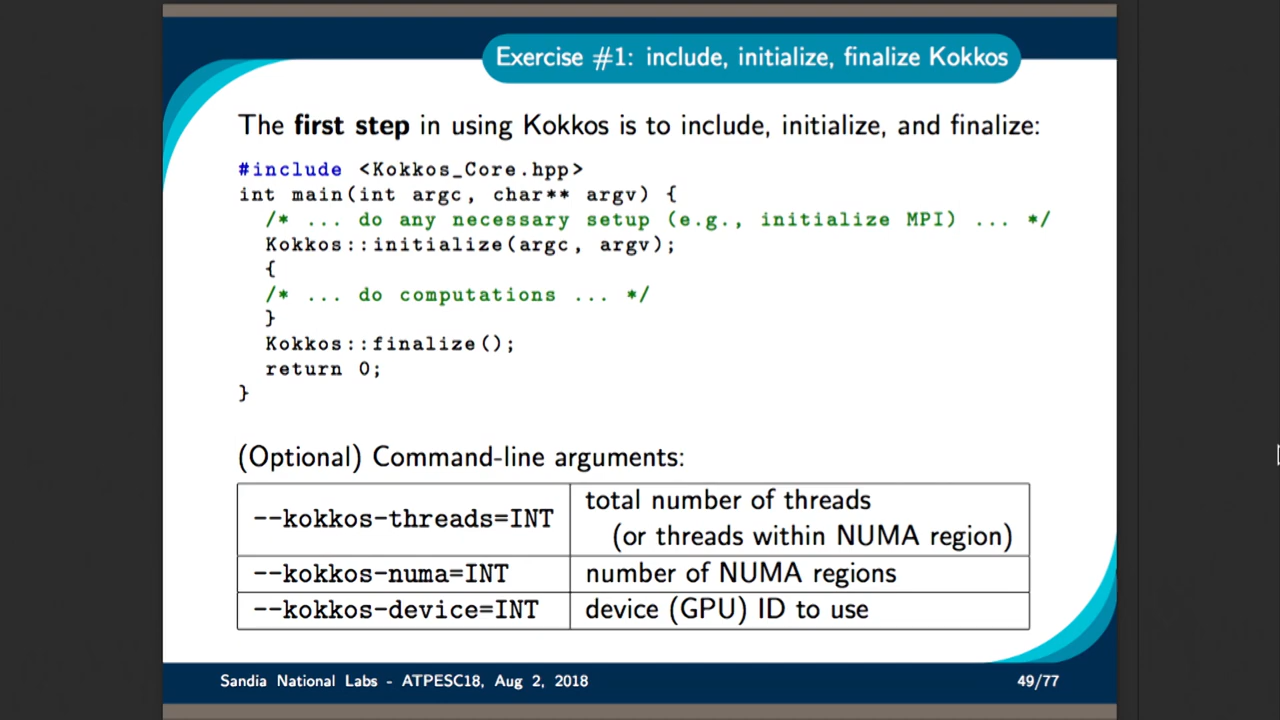 Exercise #1: include, initialize, finalize Kokkos
The first step in using Kokkos is to include, initialize, and finalize:
#include <Kokkos_Core.hpp>
int main(int argc, char** argv) {
/* ... do any necessary setup (e.g., initialize MPI) ... */
Kokkos::initialize(argc, argv);
{
/* ... do computations ... */
}
Kokkos::finalize();
return 0;
}
(Optional) Command-line arguments:
--kokkos-threads=INT
total number of threads
(or threads within NUMA region)
--kokkos-numa=INT
number of NUMA regions
--kokkos-device=INT
device (GPU) ID to use
Sandia National Labs - ATPESC18, Aug 2, 2018
49/77